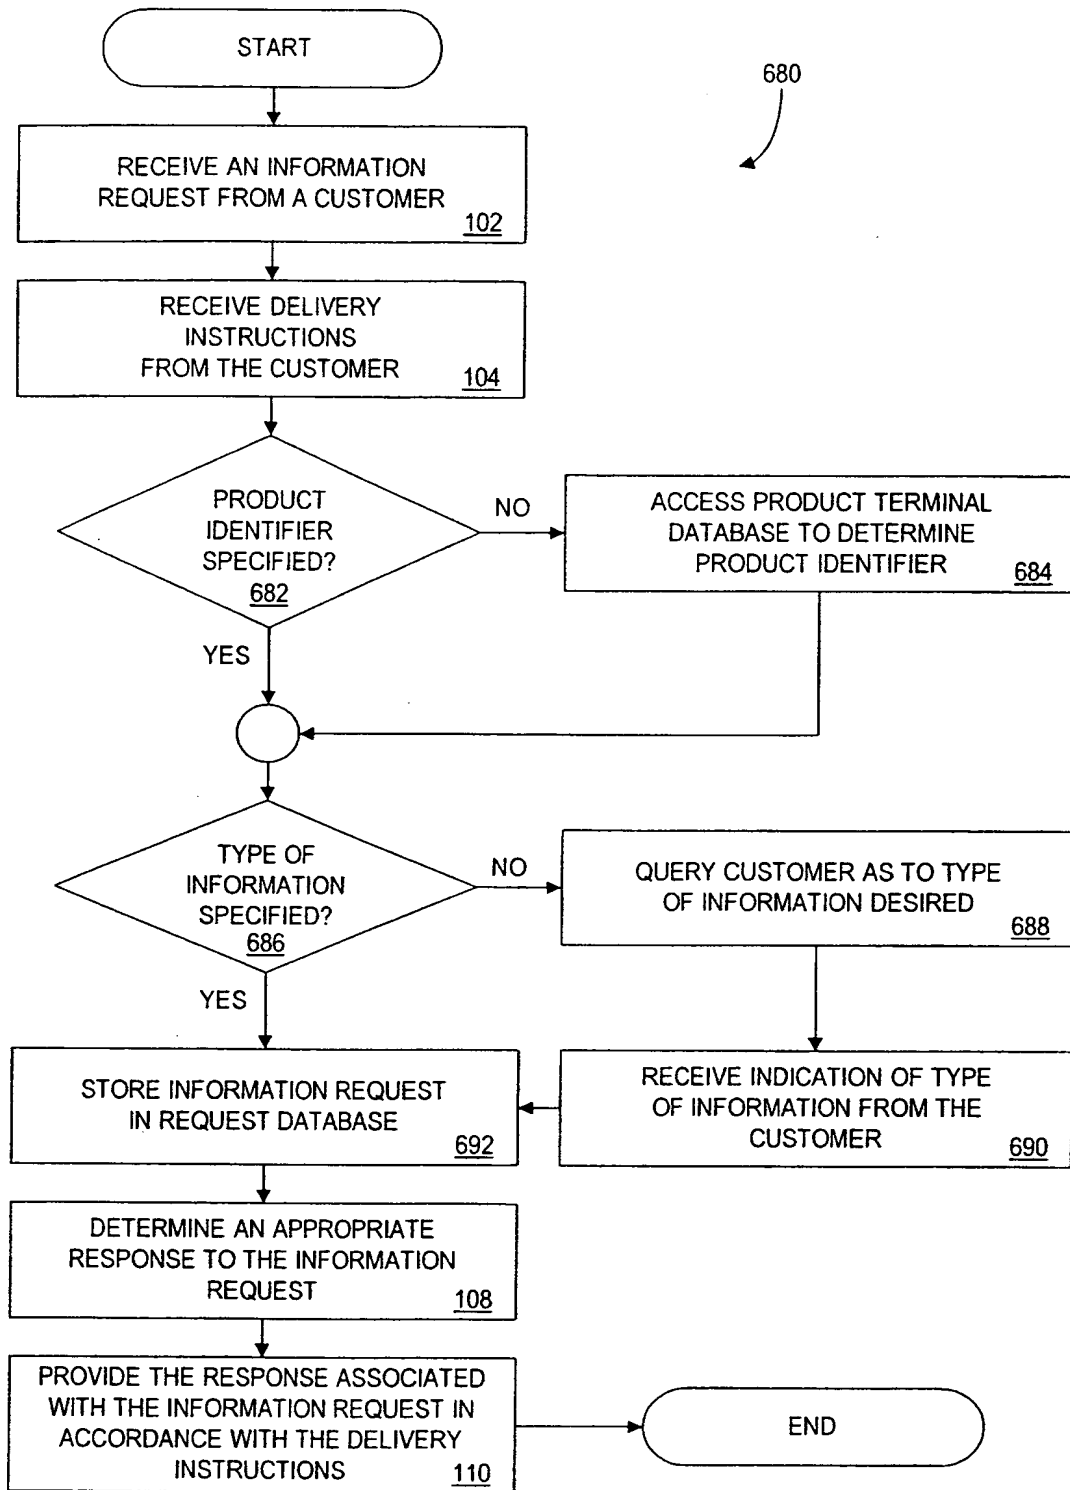 START
680
RECEIVE AN INFORMATION
REQUEST FROM A CUSTOMER
102
RECEIVE DELIVERY
INSTRUCTIONS
FROM THE CUSTOMER
104
PRODUCT
IDENTIFIER
SPECIFIED?
682
NO
ACCESS PRODUCT TERMINAL
DATABASE TO DETERMINE
PRODUCT IDENTIFIER
684
YES
TYPE OF
INFORMATION
SPECIFIED?
686
NO
QUERY CUSTOMER AS TO TYPE
OF INFORMATION DESIRED
688
YES
STORE INFORMATION REQUEST
IN REQUEST DATABASE
692
RECEIVE INDICATION OF TYPE
OF INFORMATION FROM THE
CUSTOMER
690
DETERMINE AN APPROPRIATE
RESPONSE TO THE INFORMATION
REQUEST
108
PROVIDE THE RESPONSE ASSOCIATED
WITH THE INFORMATION REQUEST IN
ACCORDANCE WITH THE DELIVERY
INSTRUCTIONS
110
END